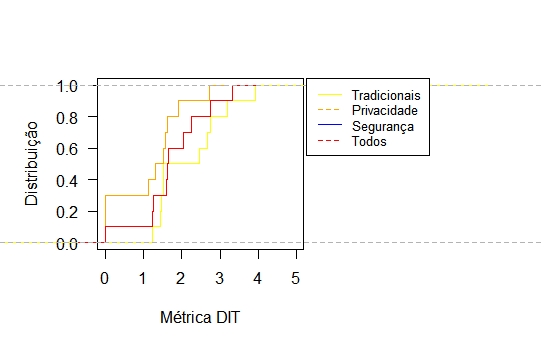 Distribuição
1.0
0.8
0.6
0.4
0.2
0.0
0 1 2 3 4 5
Métrica DIT
Tradicionais
Privacidade
Segurança
Todos